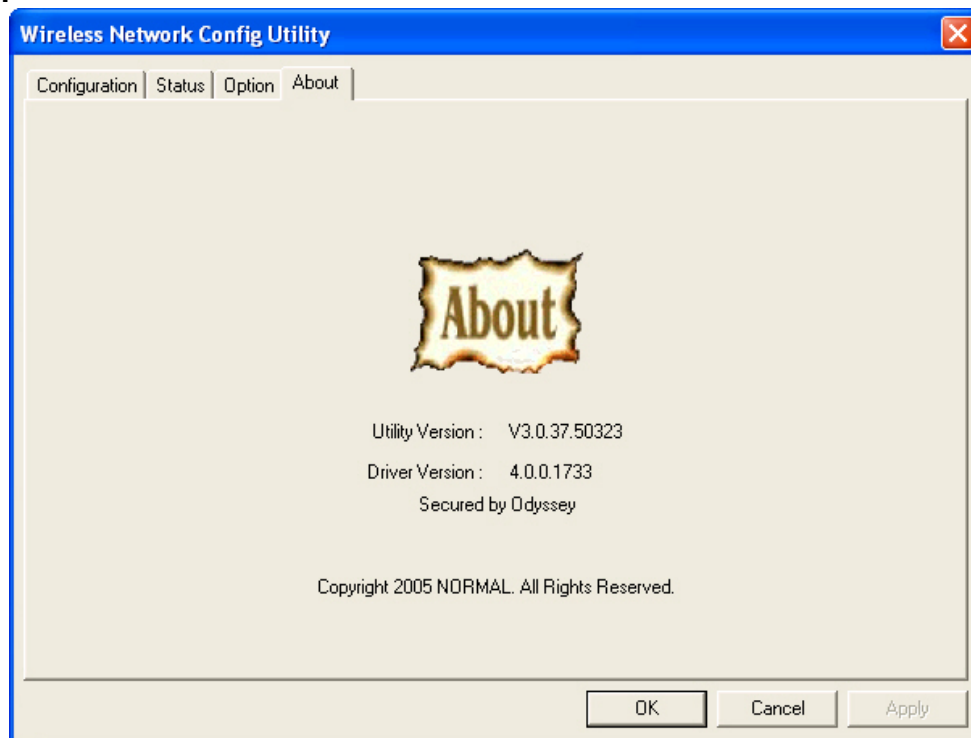 Wireless Network Config Utility
Configuration Status Option About
About
Utility Version : V3.0.37.50323
Driver Version : 4.0.0.1733
Secured by Odyssey
Copyright 2005 NORMAL. All Rights Reserved.
OK Cancel Apply